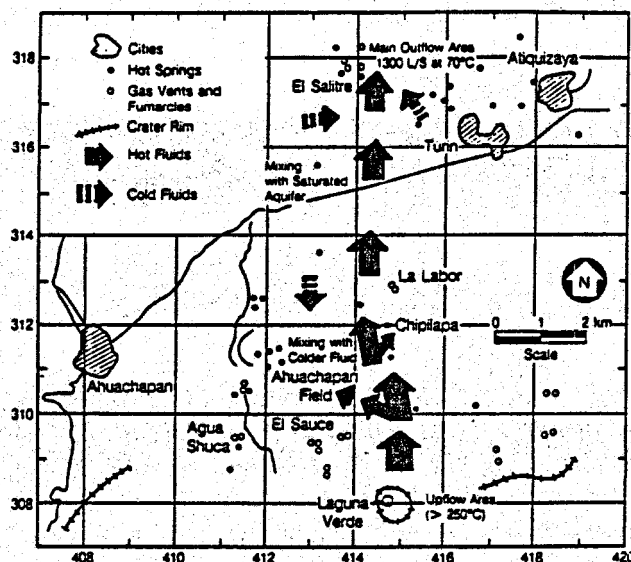 Cities
Hot Springs
Gas Vents and
Fumarcles
Crater Rim
Hot Fluids
Cold Fluids
Main Outflow Area
1300 L/S at 70°C
Atiquizaya
El Salitre
Turin
Mixing
with Saturated
Aquifer
La Labor
N
Chipilapa
0 1 2 km
Scale
Mixing with
Colder Fluid
Ahuachapan
Ahuachapan
Field
Agua
Shuca
El Sauce
Laguna
Verde
Upflow Area
(> 250°C)
318
316
314
312
310
308
408 410 412 414 416 418 420